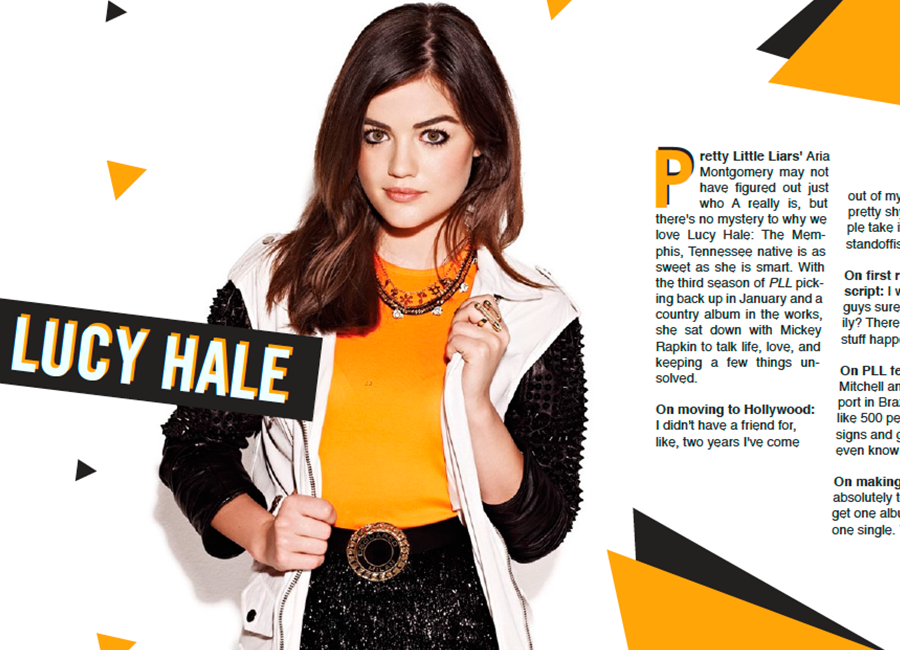 LUCY HALE
Pretty Little Liars' Aria
Montgomery may not
have figured out just
who A really is, but
there's no mystery to why we
love Lucy Hale: The Mem-
phis, Tennessee native is as
sweet as she is smart. With
the third season of PLL pick-
ing back up in January and a
country album in the works,
she sat down with Mickey
Rapkin to talk life, love, and
keeping a few things un-
solved.
On moving to Hollywood:
I didn't have a friend for,
like, two years I've come
out of my
pretty sh
ple take i
standoffis
On first r
script: I w
guys sure
ily? There
stuff happe
On PLL fe
Mitchell an
port in Bra
like 500 pe
signs and g
even know
On making
absolutely t
get one albu
one single.